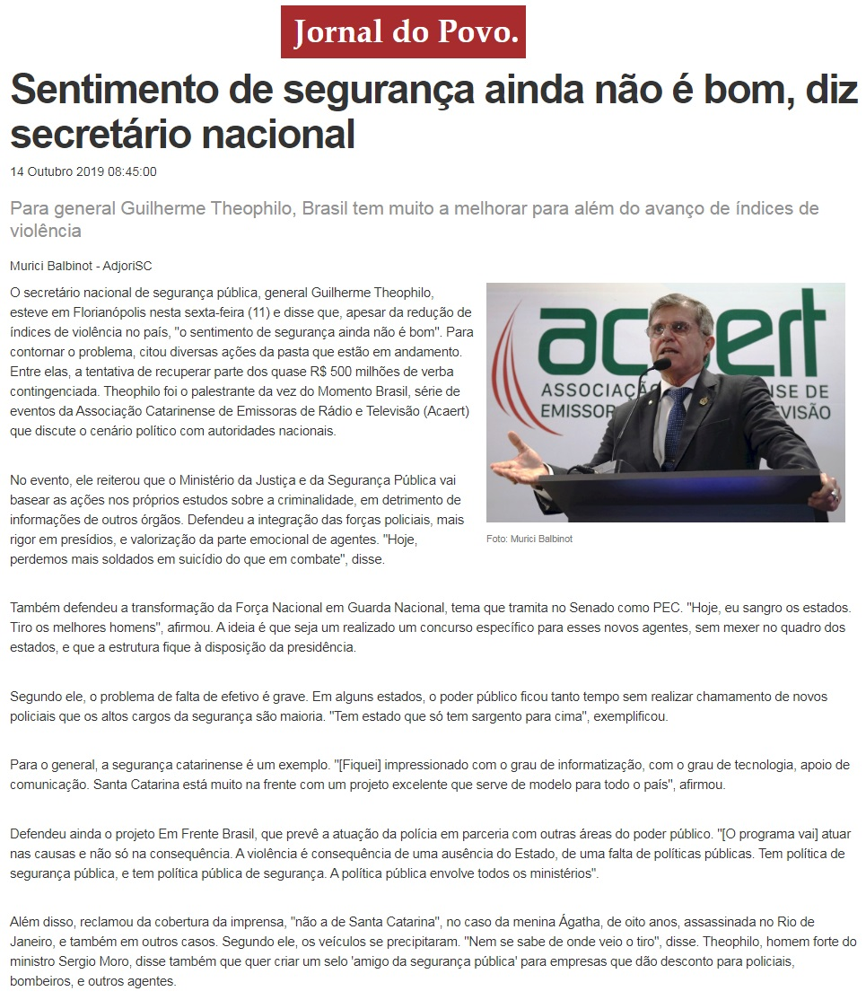 Jornal do Povo.
Sentimento de segurança ainda não é bom, diz
secretário nacional
14 Outubro 2019 08:45:00
Para general Guilherme Theophilo, Brasil tem muito a melhorar para além do avanço de índices de
violência
Murici Balbinot - AdjoriSC
O secretário nacional de segurança pública, general Guilherme Theophilo,
esteve em Florianópolis nesta sexta-feira (11) e disse que, apesar da redução de
índices de violência no país, "o sentimento de segurança ainda não é bom". Para
contornar o problema, citou diversas ações da pasta que estão em andamento.
Entre elas, a tentativa de recuperar parte dos quase R$ 500 milhões de verba
contingenciada. Theophilo foi o palestrante da vez do Momento Brasil, série de
eventos da Associação Catarinense de Emissoras de Rádio e Televisão (Acaert)
que discute o cenário político com autoridades nacionais.
acaert
ASSOCIAÇÃ NSE DE
EMISSOR EVISÃO
Foto: Murici Balbinot
No evento, ele reiterou que o Ministério da Justiça e da Segurança Pública vai
basear as ações nos próprios estudos sobre a criminalidade, em detrimento de
informações de outros órgãos. Defendeu a integração das forças policiais, mais
rigor em presídios, e valorização da parte emocional de agentes. "Hoje,
perdemos mais soldados em suicídio do que em combate", disse.
Também defendeu a transformação da Força Nacional em Guarda Nacional, tema que tramita no Senado como PEC. "Hoje, eu sangro os estados.
Tiro os melhores homens", afirmou. A ideia é que seja um realizado um concurso específico para esses novos agentes, sem mexer no quadro dos
estados, e que a estrutura fique à disposição da presidência.
Segundo ele, o problema de falta de efetivo é grave. Em alguns estados, o poder público ficou tanto tempo sem realizar chamamento de novos
policiais que os altos cargos da segurança são maioria. "Tem estado que só tem sargento para cima", exemplificou.
Para o general, a segurança catarinense é um exemplo. "[Fiquei] impressionado com o grau de informatização, com o grau de tecnologia, apoio de
comunicação. Santa Catarina está muito na frente com um projeto excelente que serve de modelo para todo o país", afirmou.
Defendeu ainda o projeto Em Frente Brasil, que prevê a atuação da polícia em parceria com outras áreas do poder público. "[O programa vai] atuar
nas causas e não só na consequência. A violência é consequência de uma ausência do Estado, de uma falta de políticas públicas. Tem política de
segurança pública, e tem política pública de segurança. A política pública envolve todos os ministérios".
Além disso, reclamou da cobertura da imprensa, "não a de Santa Catarina", no caso da menina Ágatha, de oito anos, assassinada no Rio de
Janeiro, e também em outros casos. Segundo ele, os veículos se precipitaram. "Nem se sabe de onde veio o tiro", disse. Theophilo, homem forte do
ministro Sergio Moro, disse também que quer criar um selo 'amigo da segurança pública' para empresas que dão desconto para policiais,
bombeiros, e outros agentes.